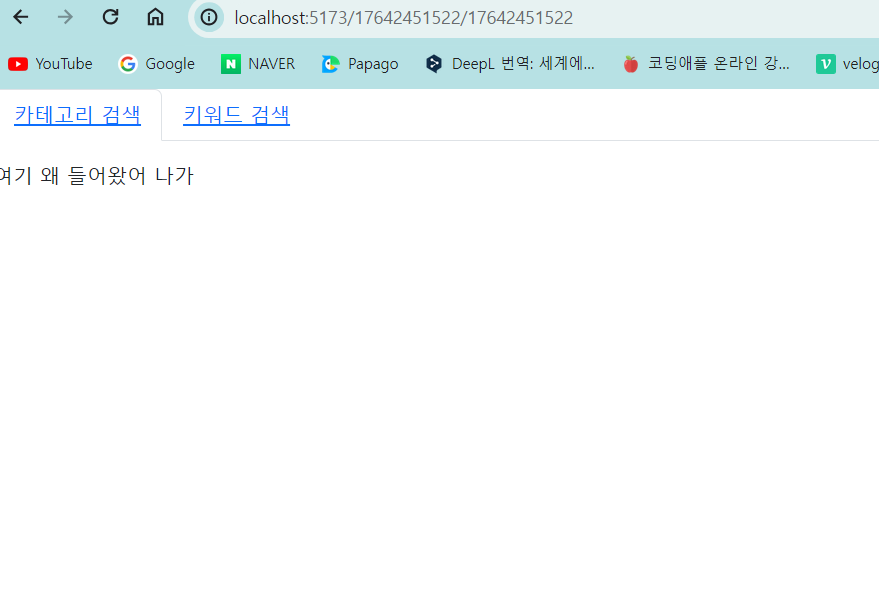 localhost:5173/17642451522/17642451522
YouTube Google NAVER Papago DeepL 번역: 세계에... 코딩애플 온라인 강... velog
카테고리 검색 키워드 검색
여기 왜 들어왔어 나가